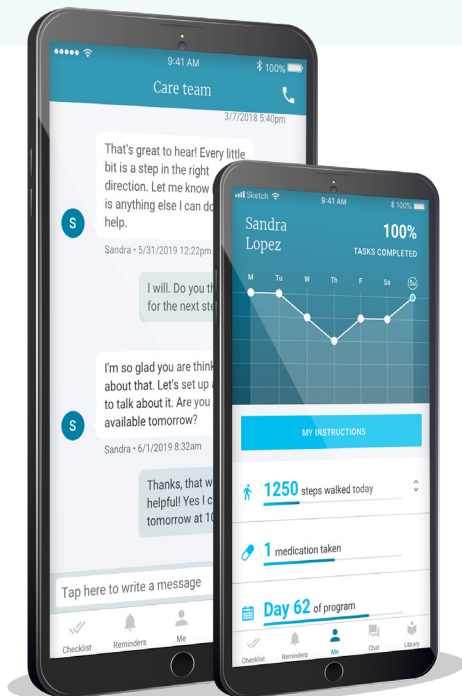 9:41 AM
100%
Care team
3/7/2018 5:40pm
That's great to hear! Every little
bit is a step in the right
direction. Let me know
is anything else I can do
help.
S
Sandra • 5/31/2019 12:22pm
I will. Do you
for the next
I'm so glad you are
about that. Let's set up
to talk about it. Are you
available tomorrow?
S
Sandra • 6/1/2019 8:32am
Thanks, that
helpful! Yes I
tomorrow at
Tap here to write a message
Checklist
Reminders
Me
Sketch
9:41 AM
100%
Sandra
Lopez
100%
TASKS COMPLETED
M Tu W Th F Sa Su
MY INSTRUCTIONS
1250 steps walked today
1 medication taken
Day 62 of program
Checklist
Reminders
Me
Chat
Library